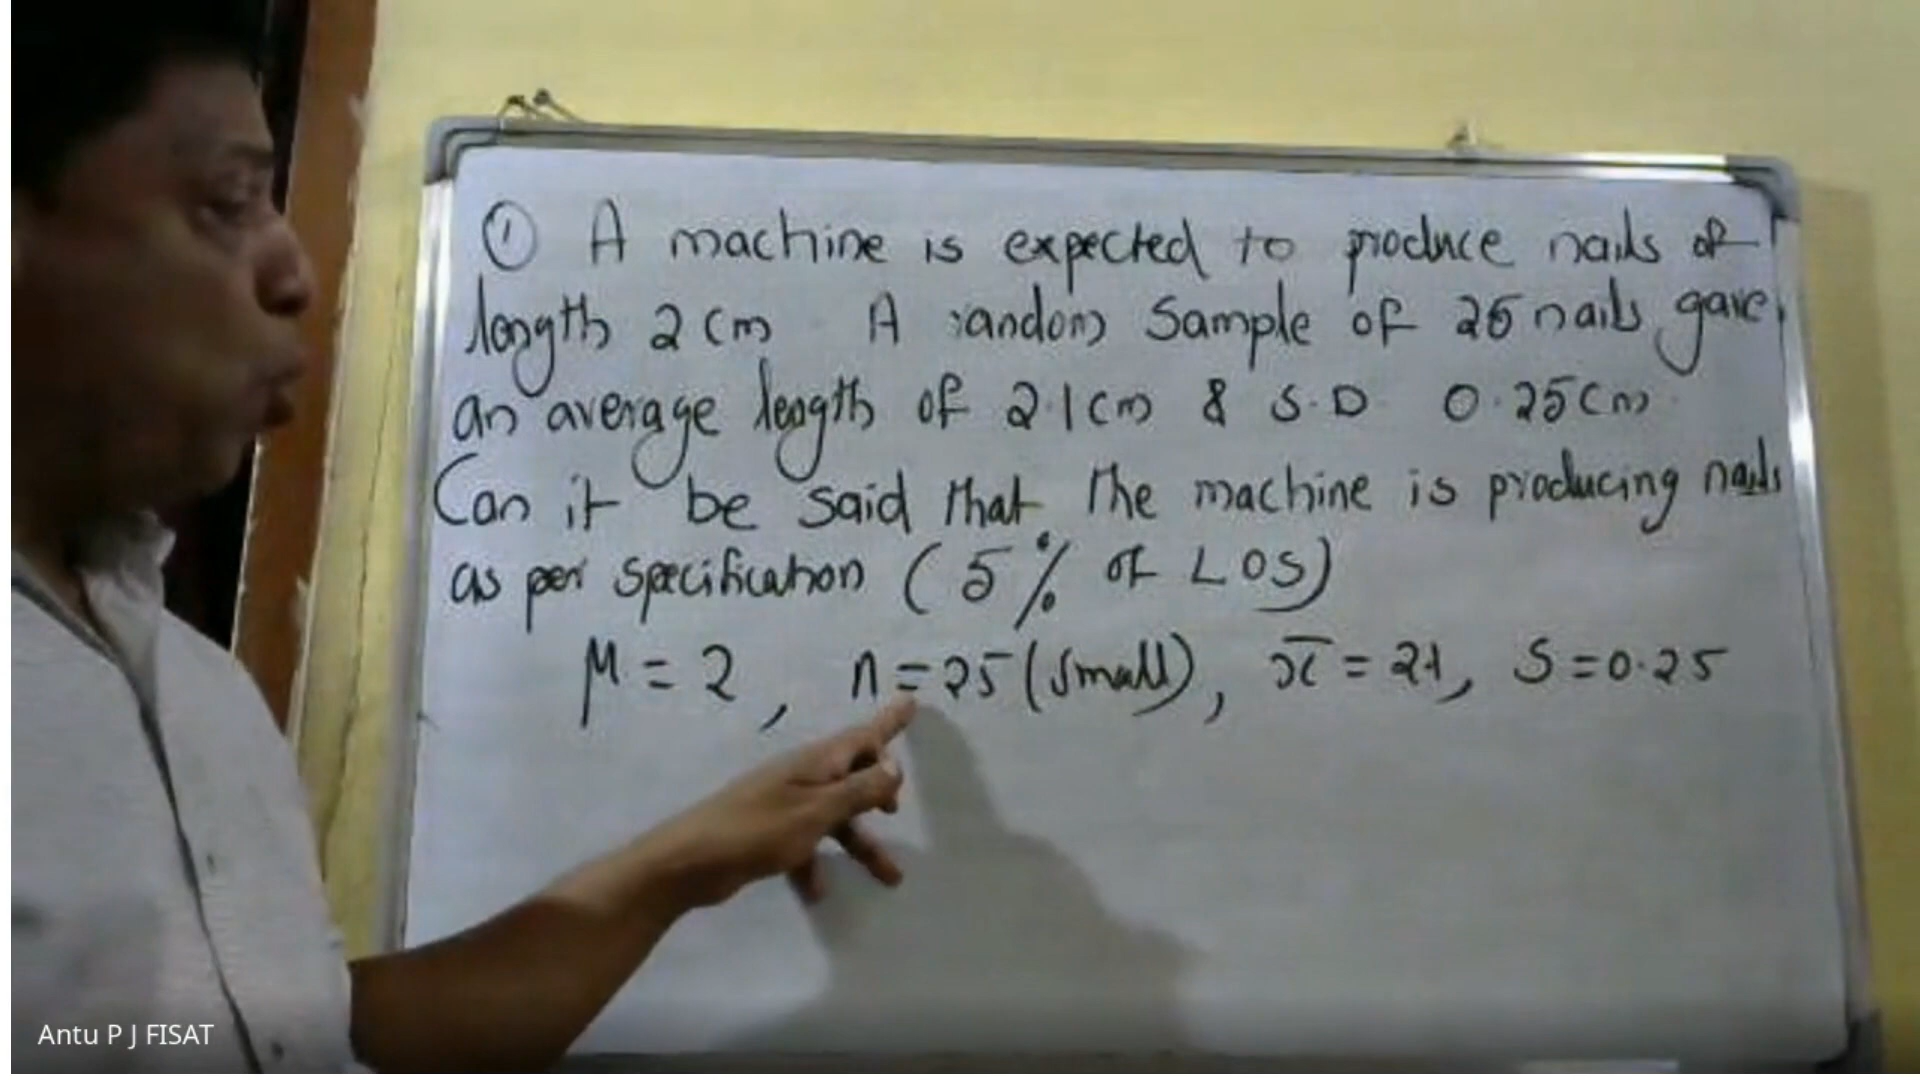 ① A machine is expected to produce nails of
length 2 cm. A random Sample of 25 nails gave
an average length of 2.1 cm & S.D 0.25 cm.
Can it be said that the machine is producing nails
as per specification (5% of LOS)
μ = 2, n = 25 (small), x̄ = 2.1, S = 0.25
Antu P J FISAT